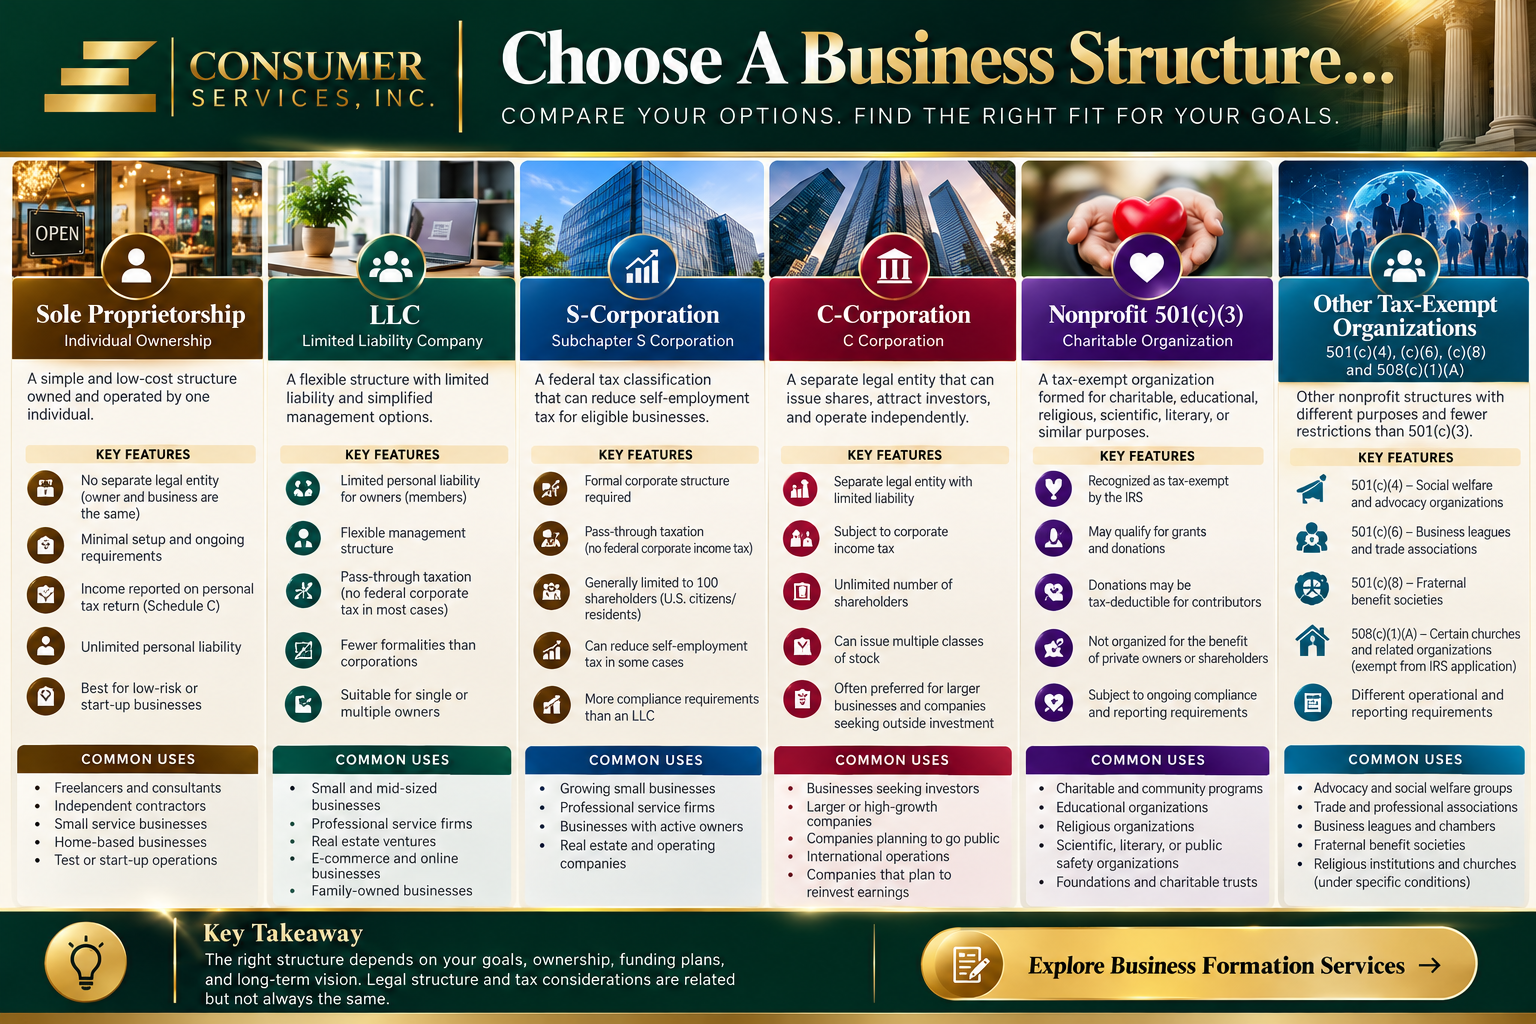 CONSUMER
SERVICES, INC.
Choose A Business Structure...
COMPARE YOUR OPTIONS. FIND THE RIGHT FIT FOR YOUR GOALS.
OPEN
Sole Proprietorship
Individual Ownership
A simple and low-cost structure
owned and operated by one
individual.
KEY FEATURES
No separate legal entity
(owner and business are
the same)
Minimal setup and ongoing
requirements
Income reported on personal
tax return (Schedule C)
Unlimited personal liability
Best for low-risk or
start-up businesses
COMMON USES
• Freelancers and consultants
• Independent contractors
• Small service businesses
• Home-based businesses
• Test or start-up operations
LLC
Limited Liability Company
A flexible structure with limited
liability and simplified
management options.
KEY FEATURES
Limited personal liability
for owners (members)
Flexible management
structure
Pass-through taxation
(no federal corporate
tax in most cases)
Fewer formalities than
corporations
Suitable for single or
multiple owners
COMMON USES
• Small and mid-sized
businesses
• Professional service firms
• Real estate ventures
• E-commerce and online
businesses
• Family-owned businesses
S-Corporation
Subchapter S Corporation
A federal tax classification
that can reduce self-employment
tax for eligible businesses.
KEY FEATURES
Formal corporate structure
required
Pass-through taxation
(no federal corporate income tax)
Generally limited to 100
shareholders (U.S. citizens/
residents)
Can reduce self-employment
tax in some cases
More compliance requirements
than an LLC
COMMON USES
• Growing small businesses
• Professional service firms
• Businesses with active owners
• Real estate and operating
companies
C-Corporation
C Corporation
A separate legal entity that can
issue shares, attract investors,
and operate independently.
KEY FEATURES
Separate legal entity with
limited liability
Subject to corporate
income tax
Unlimited number of
shareholders
Can issue multiple classes
of stock
Often preferred for larger
businesses and companies
seeking outside investment
COMMON USES
• Businesses seeking investors
• Larger or high-growth
companies
• Companies planning to go public
• International operations
• Companies that plan to
reinvest earnings
Nonprofit 501(c)(3)
Charitable Organization
A tax-exempt organization
formed for charitable, educational,
religious, scientific, literary, or
similar purposes.
KEY FEATURES
Recognized as tax-exempt
by the IRS
May qualify for grants
and donations
Donations may be
tax-deductible for contributors
Not organized for the benefit
of private owners or shareholders
Subject to ongoing compliance
and reporting requirements
COMMON USES
• Charitable and community programs
• Educational organizations
• Religious organizations
• Scientific, literary, or public
safety organizations
• Foundations and charitable trusts
Other Tax-Exempt
Organizations
501(c)(4), (c)(6), (c)(8)
and 508(c)(1)(A)
Other nonprofit structures with
different purposes and fewer
restrictions than 501(c)(3).
KEY FEATURES
501(c)(4) – Social welfare
and advocacy organizations
501(c)(6) – Business leagues
and trade associations
501(c)(8) – Fraternal
benefit societies
508(c)(1)(A) – Certain churches
and related organizations
(exempt from IRS application)
Different operational and
reporting requirements
COMMON USES
• Advocacy and social welfare groups
• Trade and professional associations
• Business leagues and chambers
• Fraternal benefit societies
• Religious institutions and churches
(under specific conditions)
Key Takeaway
The right structure depends on your goals, ownership, funding plans,
and long-term vision. Legal structure and tax considerations are related
but not always the same.
Explore Business Formation Services →